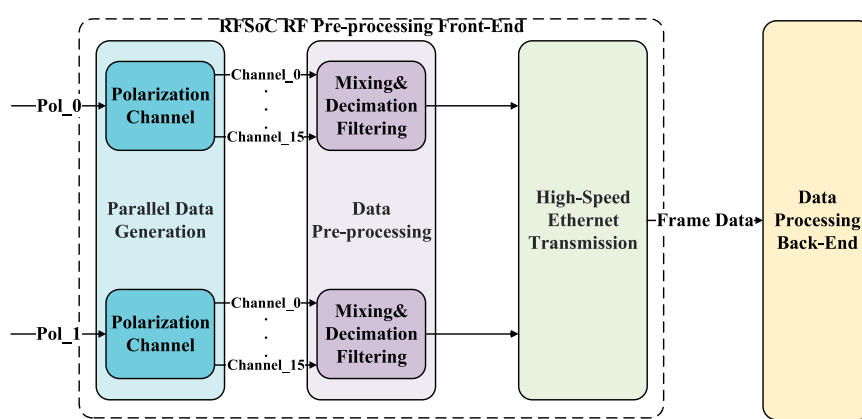 RFSoC RF Pre-processing Front-End
Pol_0
Polarization
Channel
Channel_0
Channel_15
Mixing&
Decimation
Filtering
Parallel Data
Generation
Data
Pre-processing
High-Speed
Ethernet
Transmission
Frame Data
Data
Processing
Back-End
Pol_1
Polarization
Channel
Channel_0
Channel_15
Mixing&
Decimation
Filtering